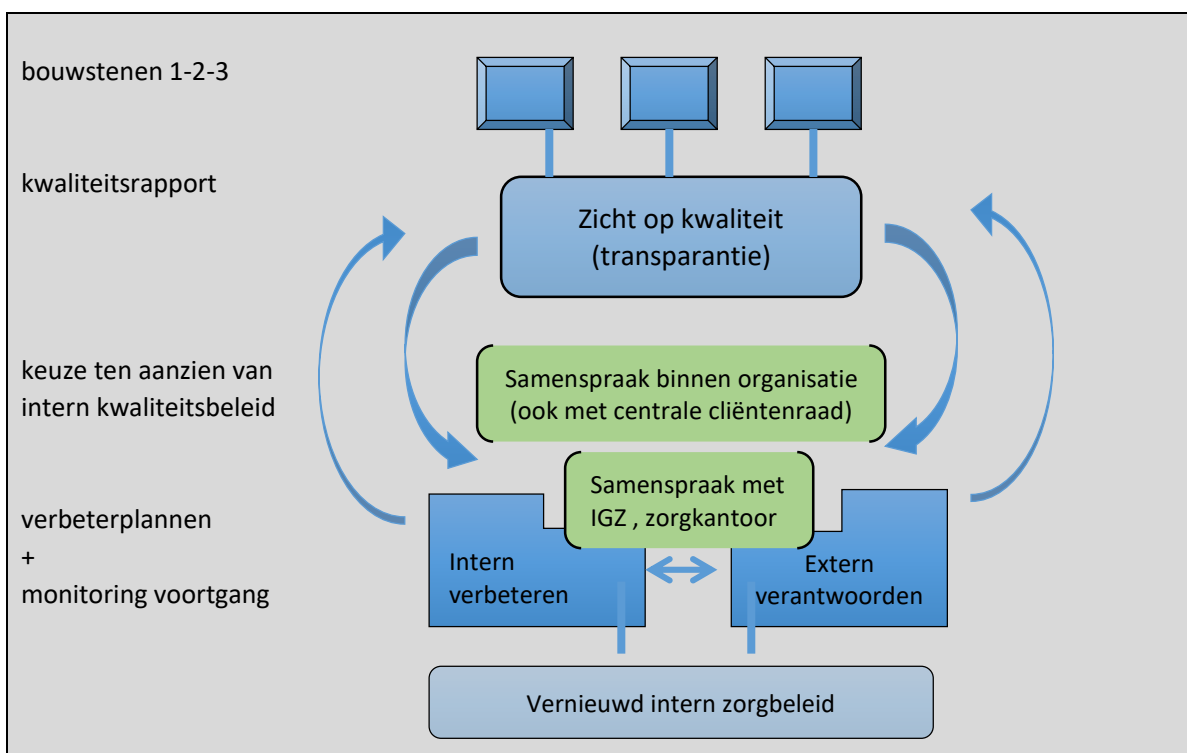 bouwstenen 1-2-3
kwaliteitsrapport
Zicht op kwaliteit
(transparantie)
keuze ten aanzien van
intern kwaliteitsbeleid
Samenspraak binnen organisatie
(ook met centrale cliëntenraad)
Samenspraak met
IGZ , zorgkantoor
verbeterplannen
+
monitoring voortgang
Intern
verbeteren
Extern
verantwoorden
Vernieuwd intern zorgbeleid